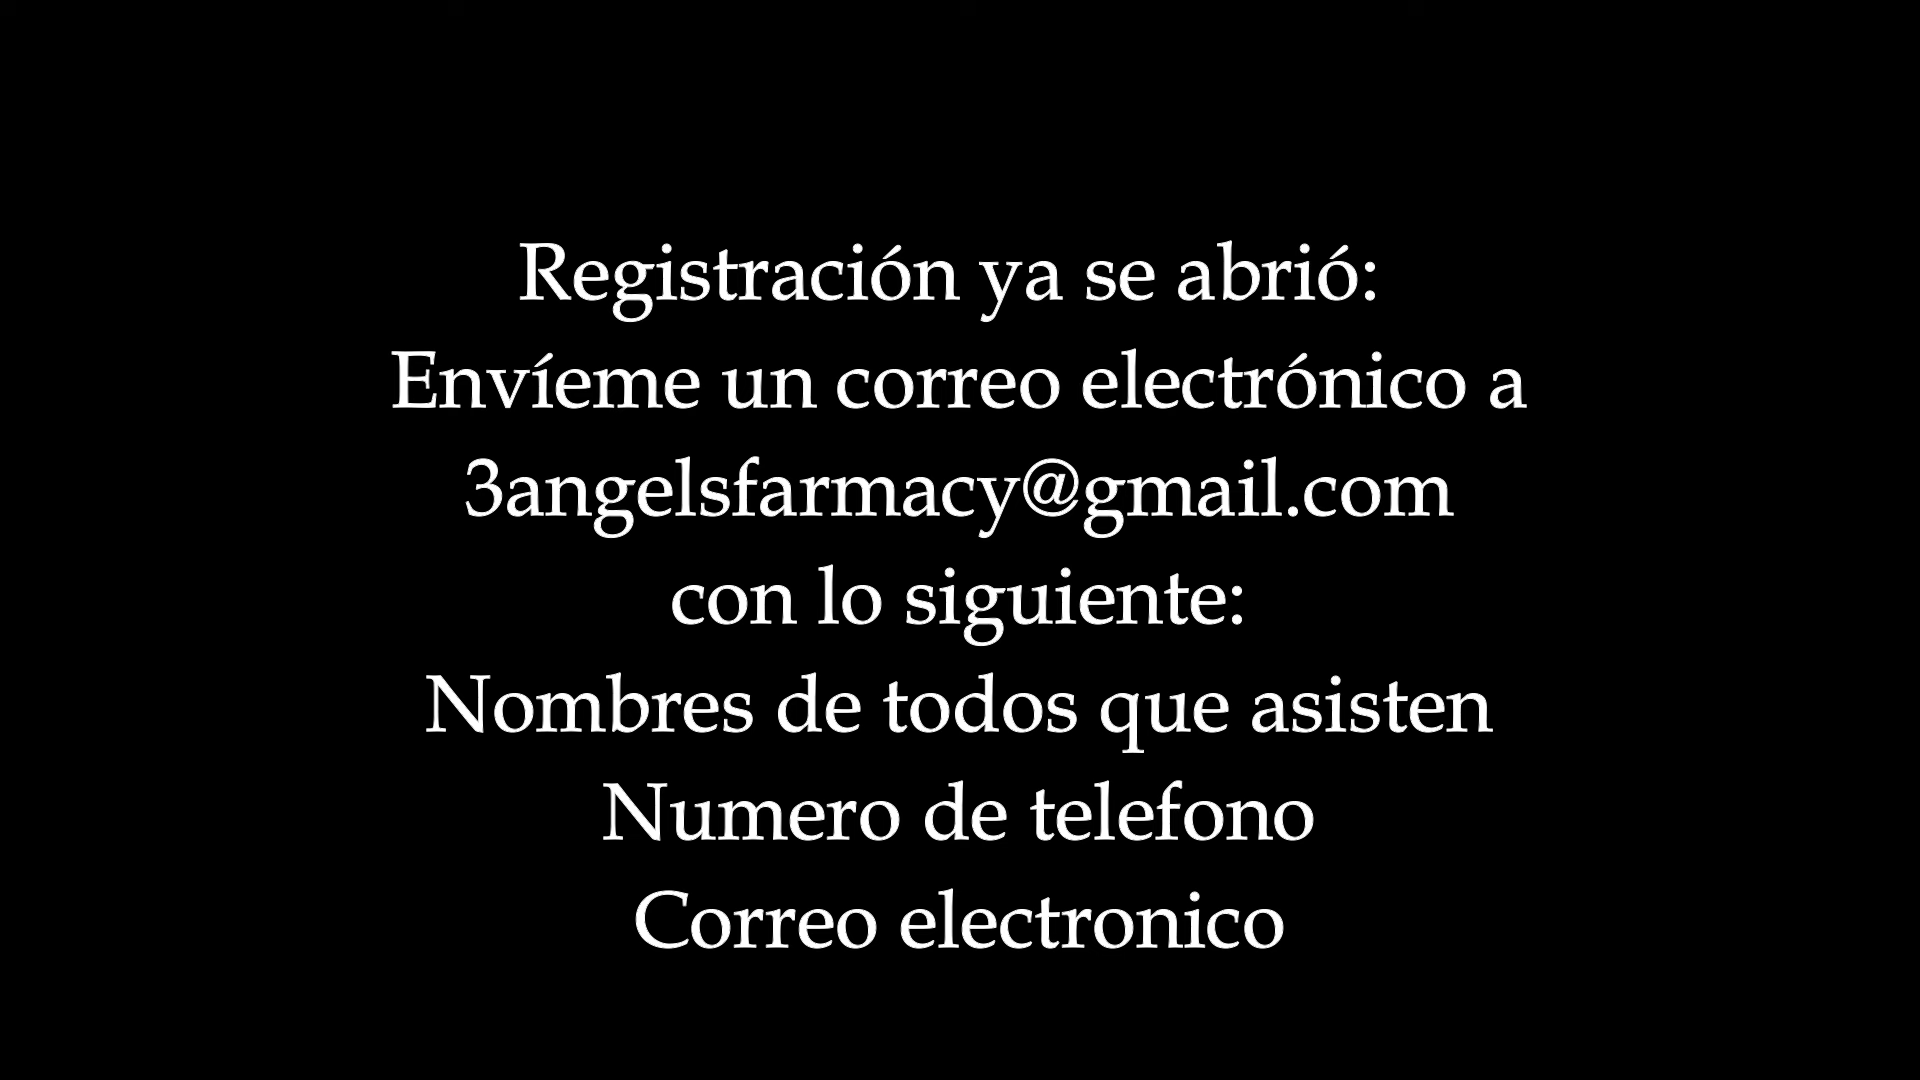 Registración ya se abrió:
Envíeme un correo electrónico a
3angelsfarmacy@gmail.com
con lo siguiente:
Nombres de todos que asisten
Numero de telefono
Correo electronico